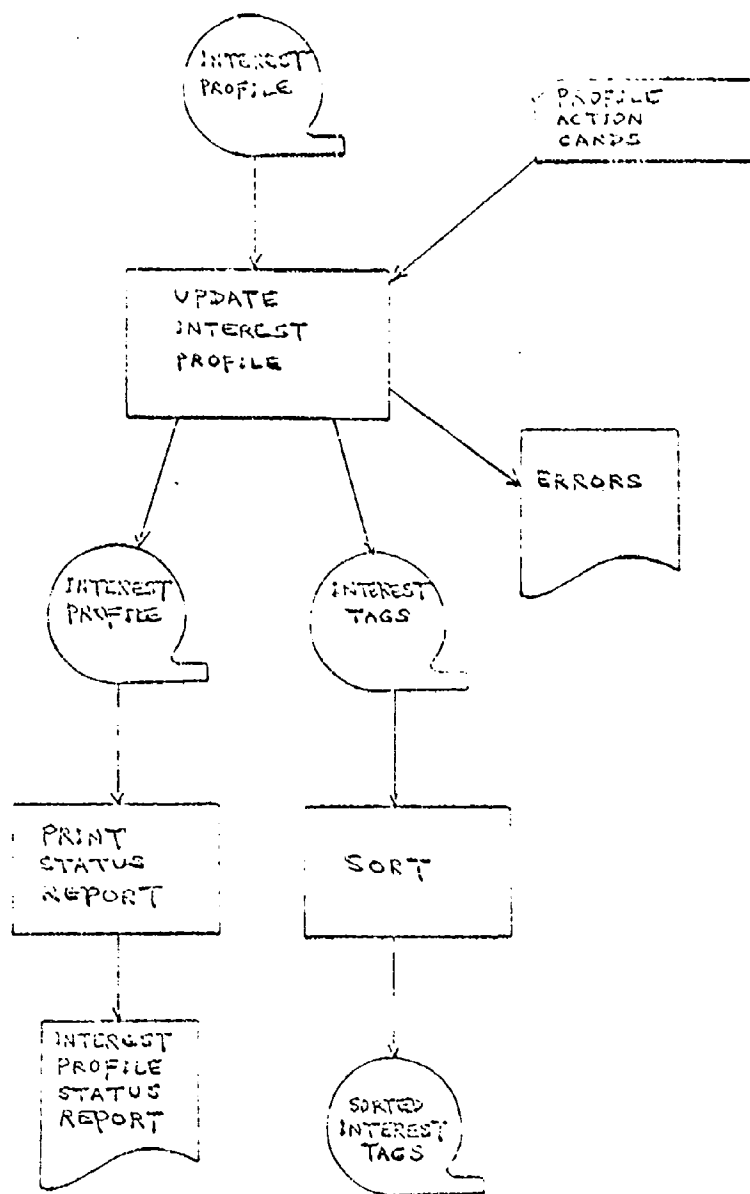 INTEREST
PROFILE
PROFILE
ACTION
CARDS
UPDATE
INTEREST
PROFILE
ERRORS
INTEREST
PROFILE
INTEREST
TAGS
PRINT
STATUS
REPORT
SORT
INTEREST
PROFILE
STATUS
REPORT
SORTED
INTEREST
TAGS